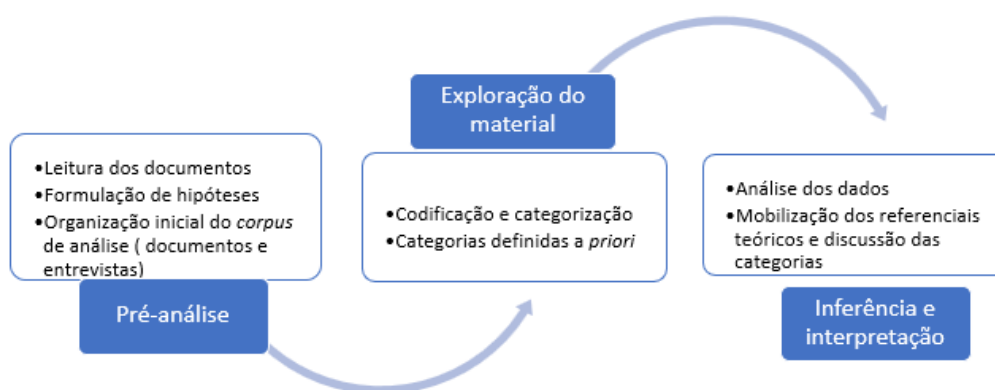 •Leitura dos documentos
•Formulação de hipóteses
•Organização inicial do corpus
de análise ( documentos e
entrevistas)
Pré-análise
Exploração do
material
•Codificação e categorização
•Categorias definidas a priori
•Análise dos dados
•Mobilização dos referenciais
teóricos e discussão das
categorias
Inferência e
interpretação